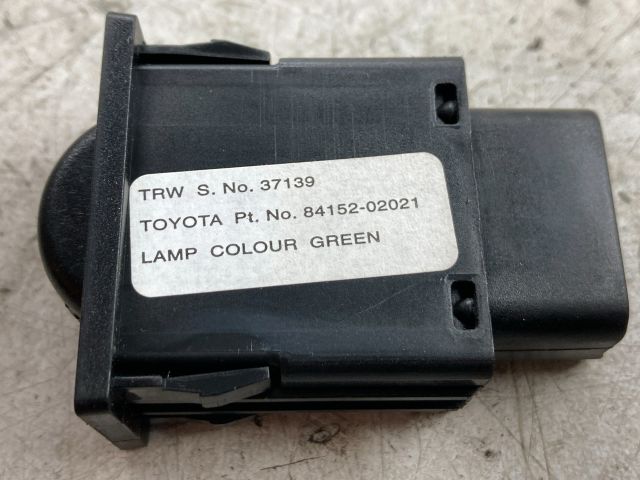 TRW S. No. 37139
TOYOTA Pt. No. 84152-02021
LAMP COLOUR GREEN